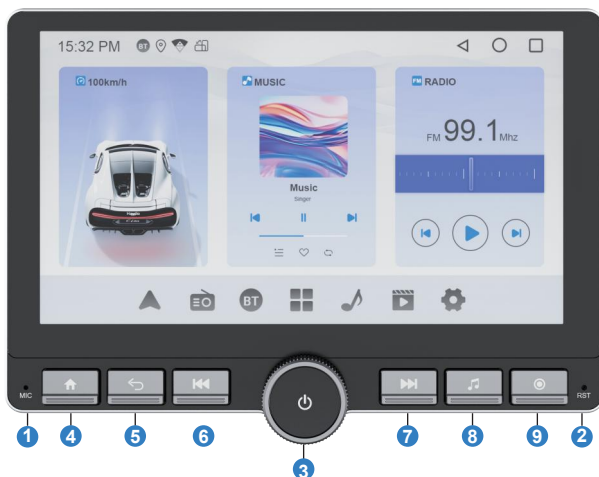 15:32 PM BT
100km/h
MUSIC
Music
Singer
FM RADIO
FM 99.1 Mhz
BT
MIC
RST
1 4 5 6 3 7 8 9 2